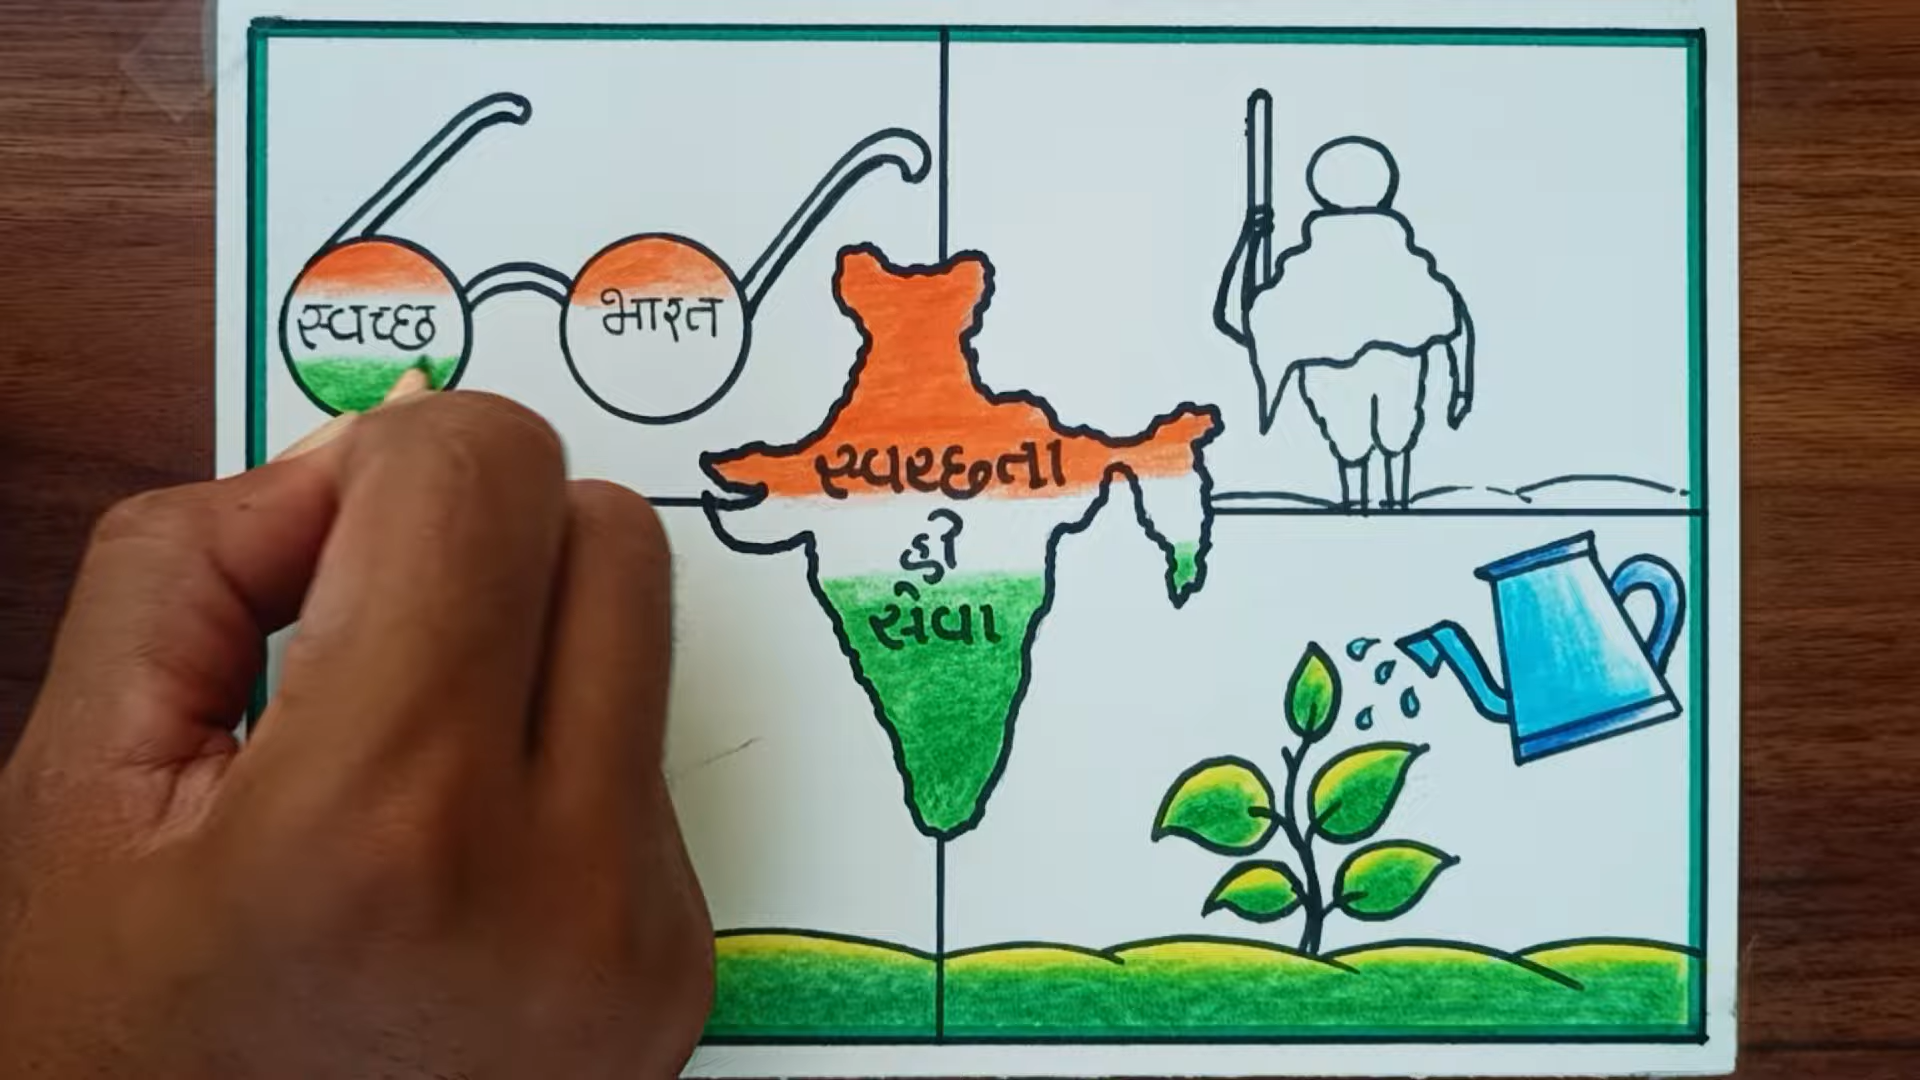 स्वच्छ भारत
સ્વચ્છતા
હી
સેવા